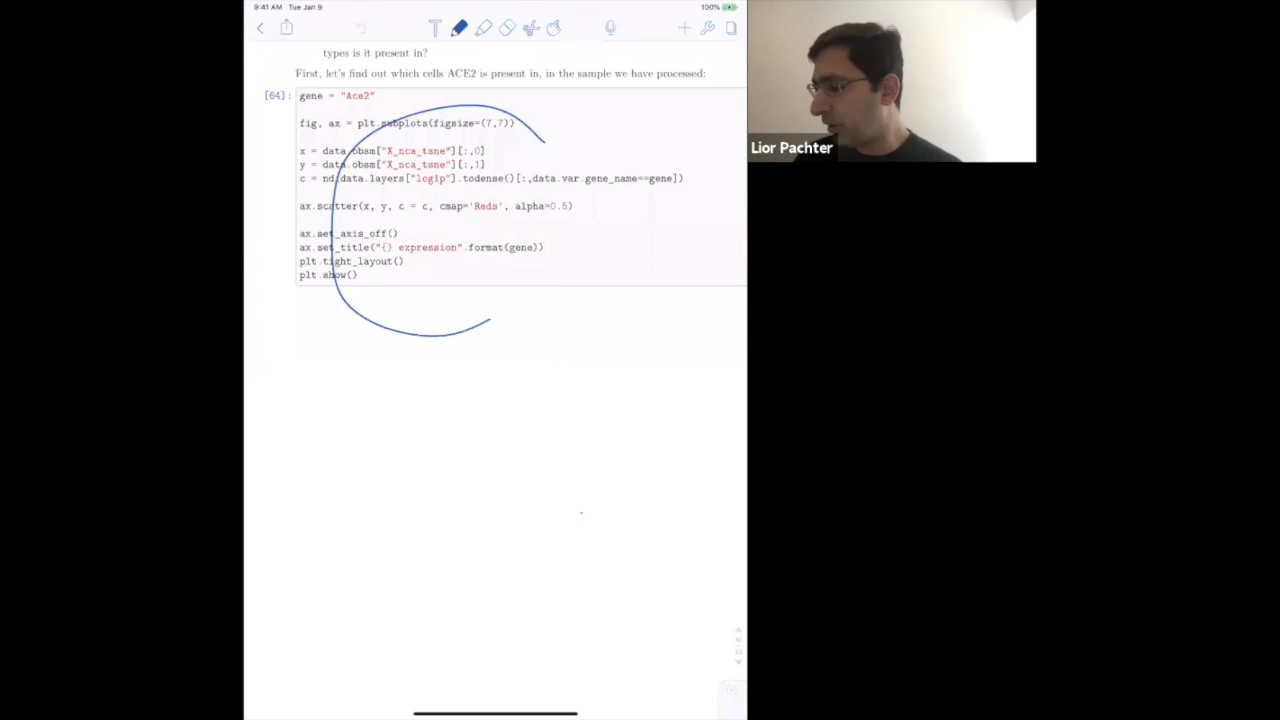 9:41 AM Tue Jan 9
100%
types is it present in?
First, let's find out which cells ACE2 is present in, in the sample we have processed:
[64]: gene = "Ace2"
fig, ax = plt.subplots(figsize=(7,7))
x = data.obsm["X_nca_tsne"][:,0]
y = data.obsm["X_nca_tsne"][:,1]
c = nd(data.layers["log1p"].todense()[:,data.var.gene_name==gene])
ax.scatter(x, y, c = c, cmap='Reds', alpha=0.5)
ax.set_axis_off()
ax.set_title("{} expression".format(gene))
plt.tight_layout()
plt.show()
Lior Pachter